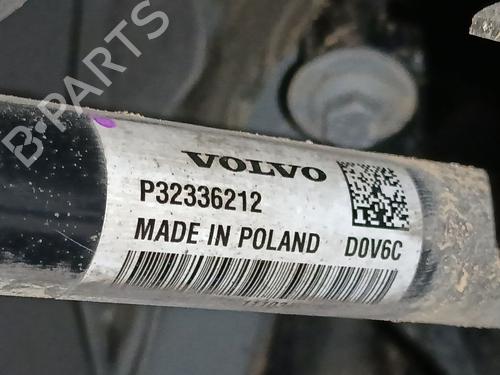 B-PARTS
VOLVO
P32336212
MADE IN POLAND D0V6C